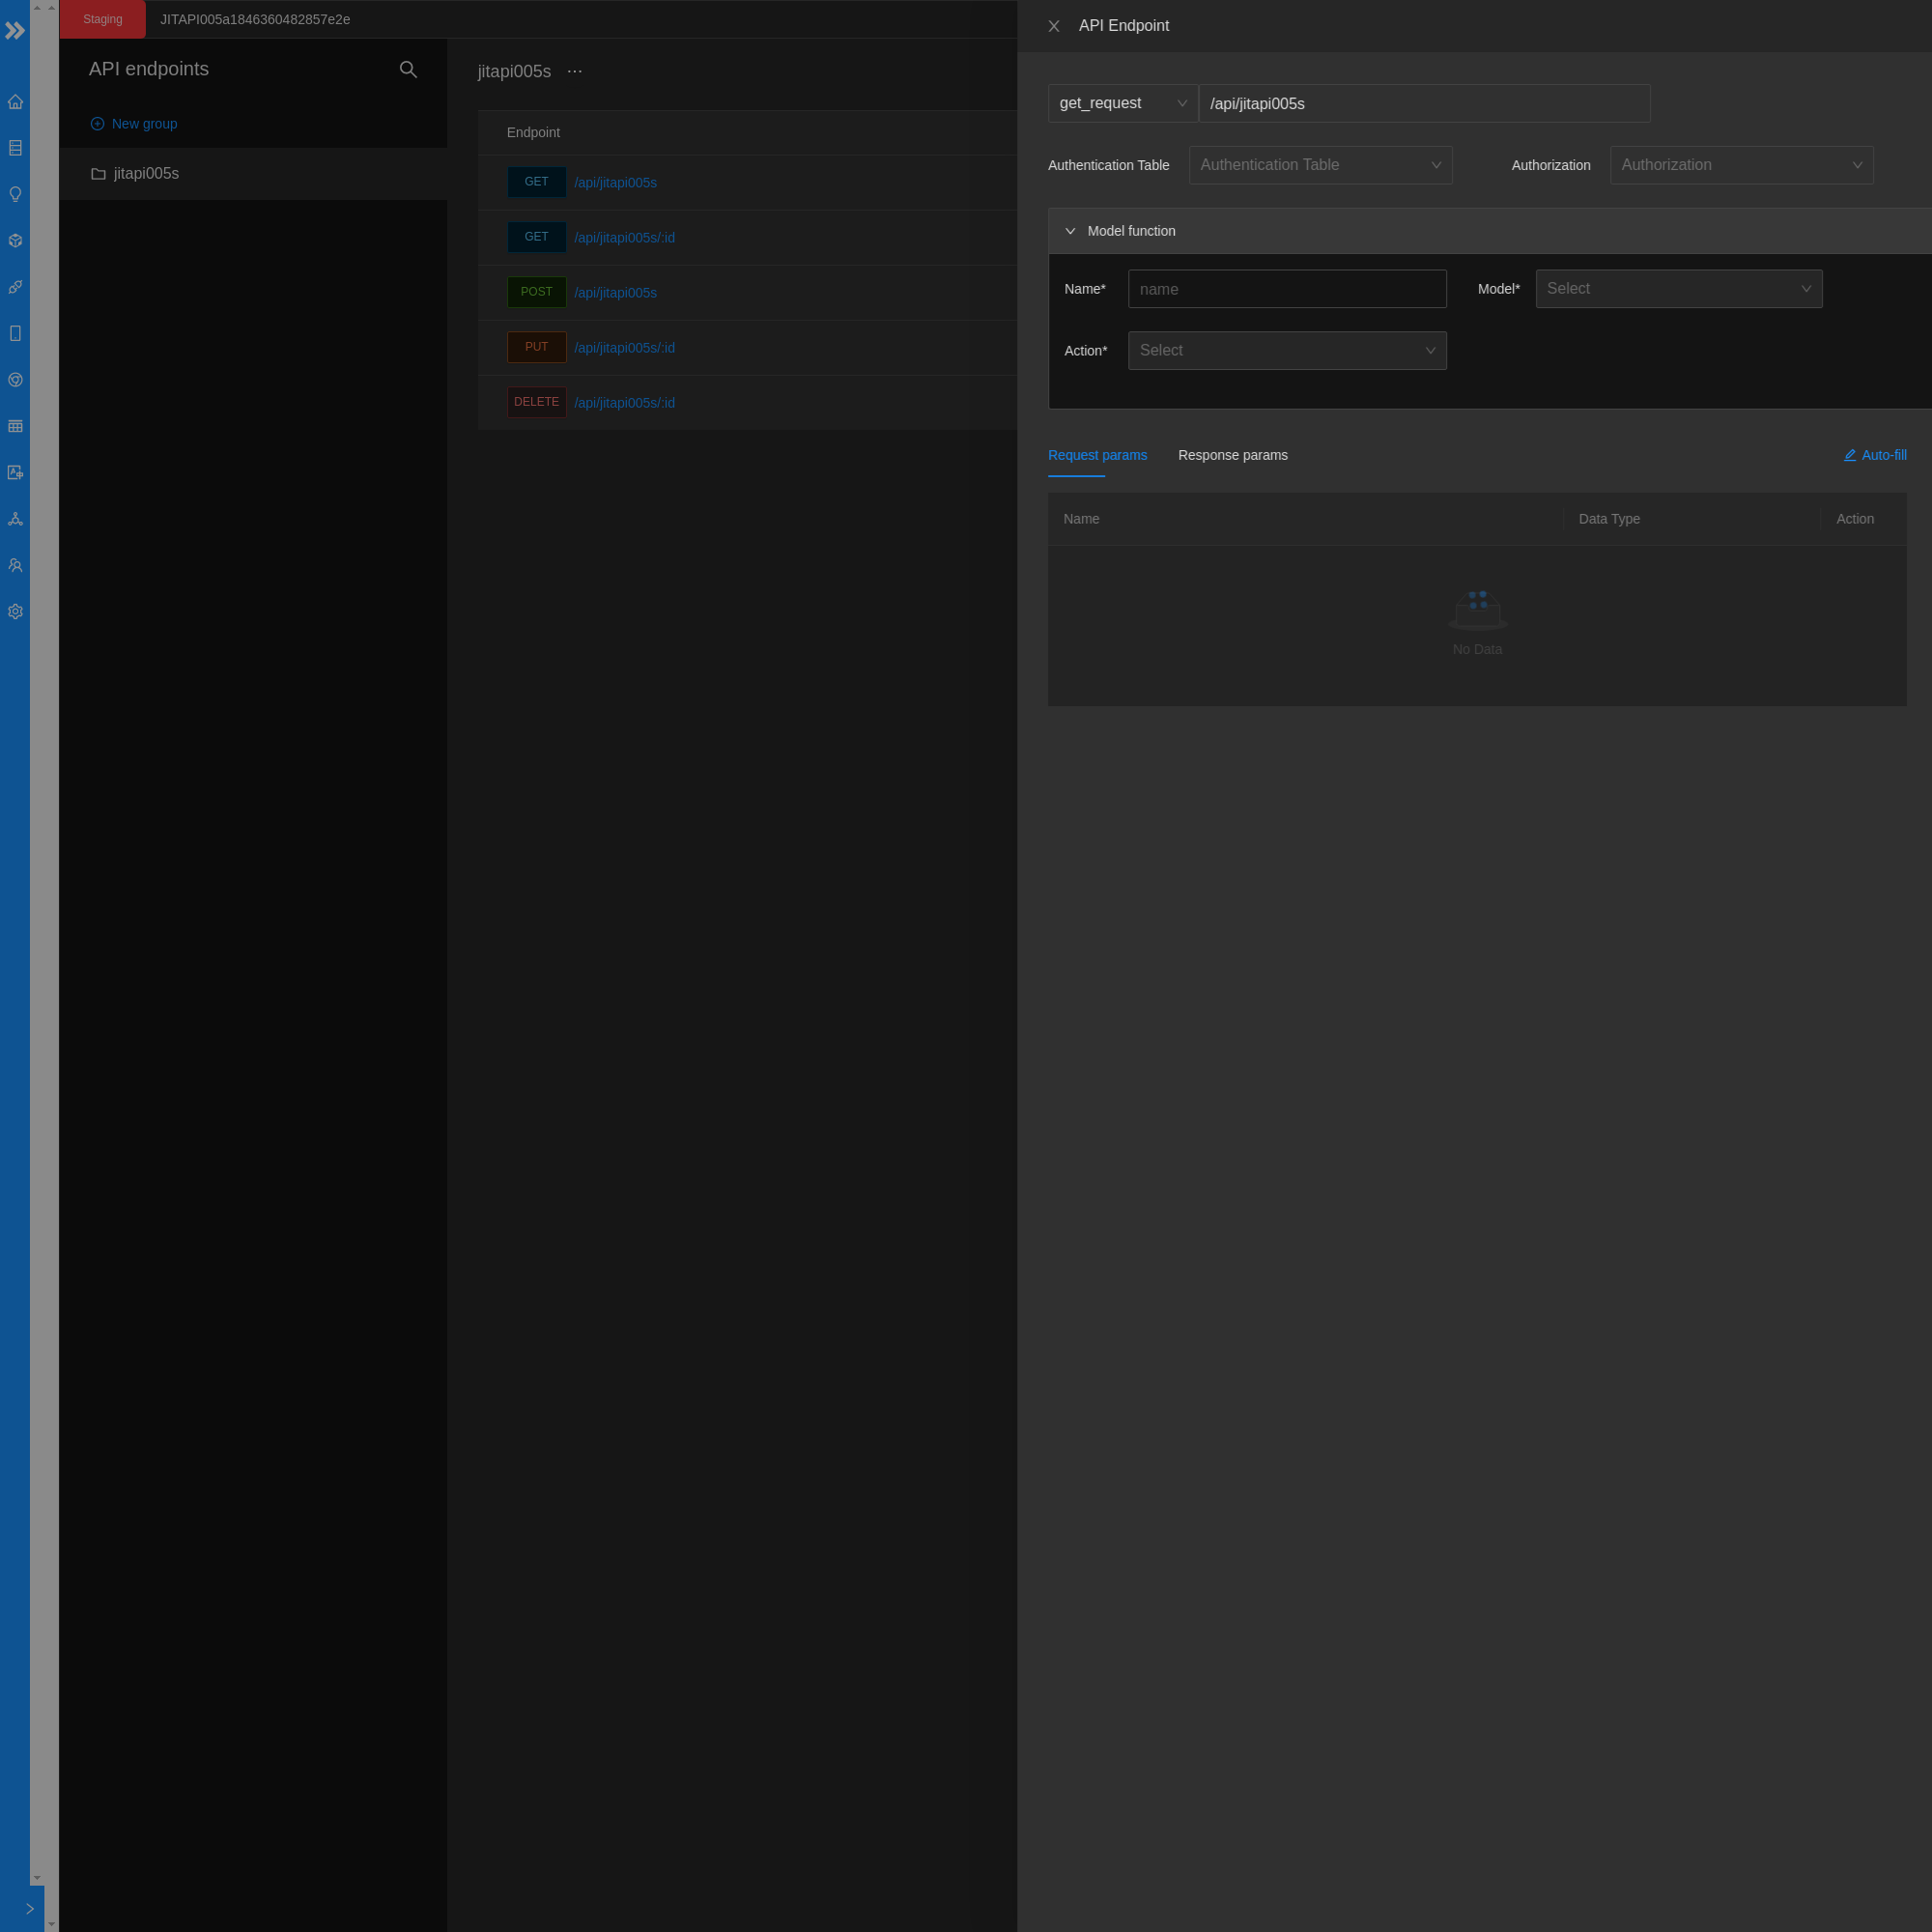 Staging
JITAPI005a1846360482857e2e
API endpoints
New group
jitapi005s
jitapi005s ···
Endpoint
GET /api/jitapi005s
GET /api/jitapi005s/:id
POST /api/jitapi005s
PUT /api/jitapi005s/:id
DELETE /api/jitapi005s/:id
API Endpoint
get_request /api/jitapi005s
Authentication Table Authentication Table Authorization Authorization
Model function
Name* name Model* Select
Action* Select
Request params Response params Auto-fill
Name Data Type Action
No Data